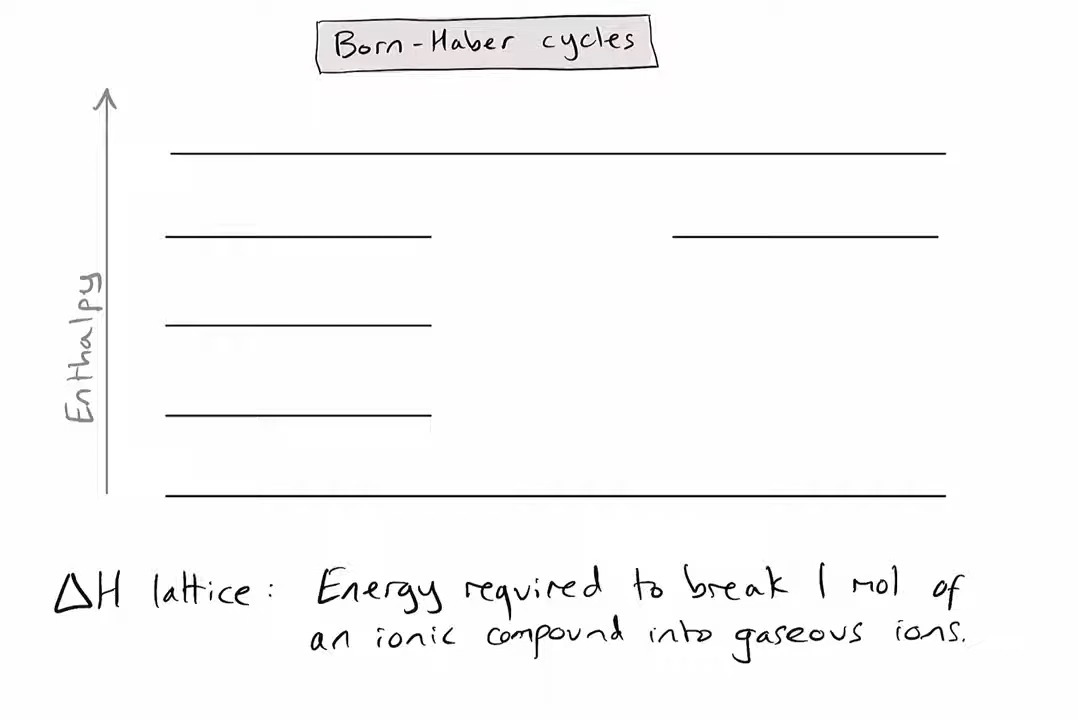 Born-Haber cycles
Enthalpy
ΔH lattice: Energy required to break 1 mol of
an ionic compound into gaseous ions.